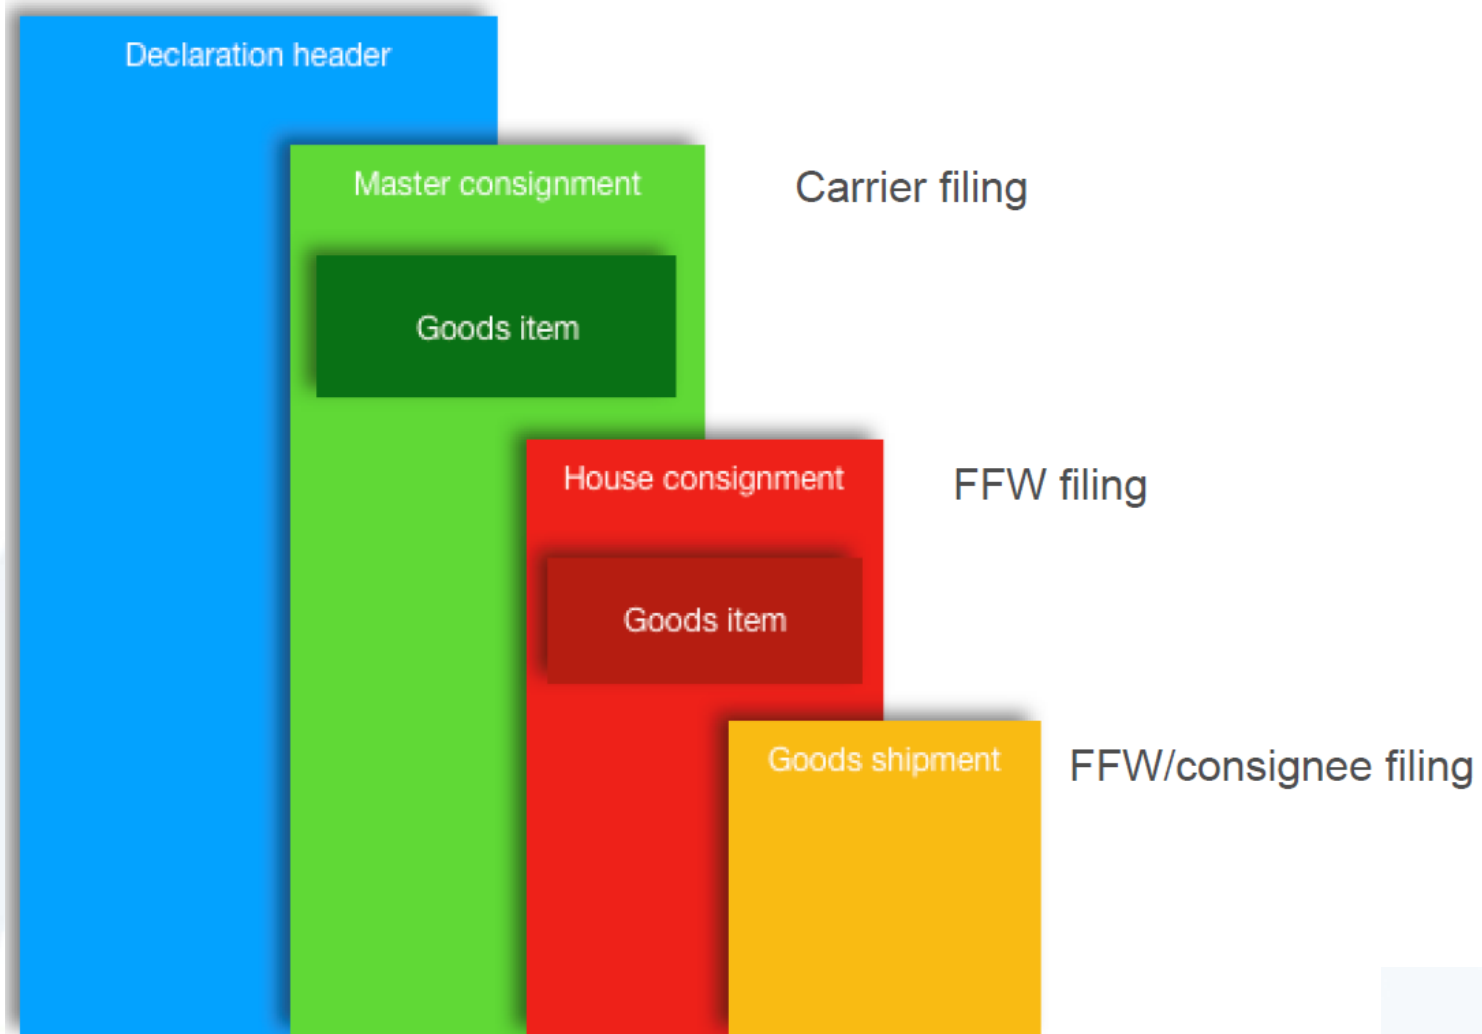 Declaration header
Master consignment
Carrier filing
Goods item
House consignment
FFW filing
Goods item
Goods shipment
FFW/consignee filing